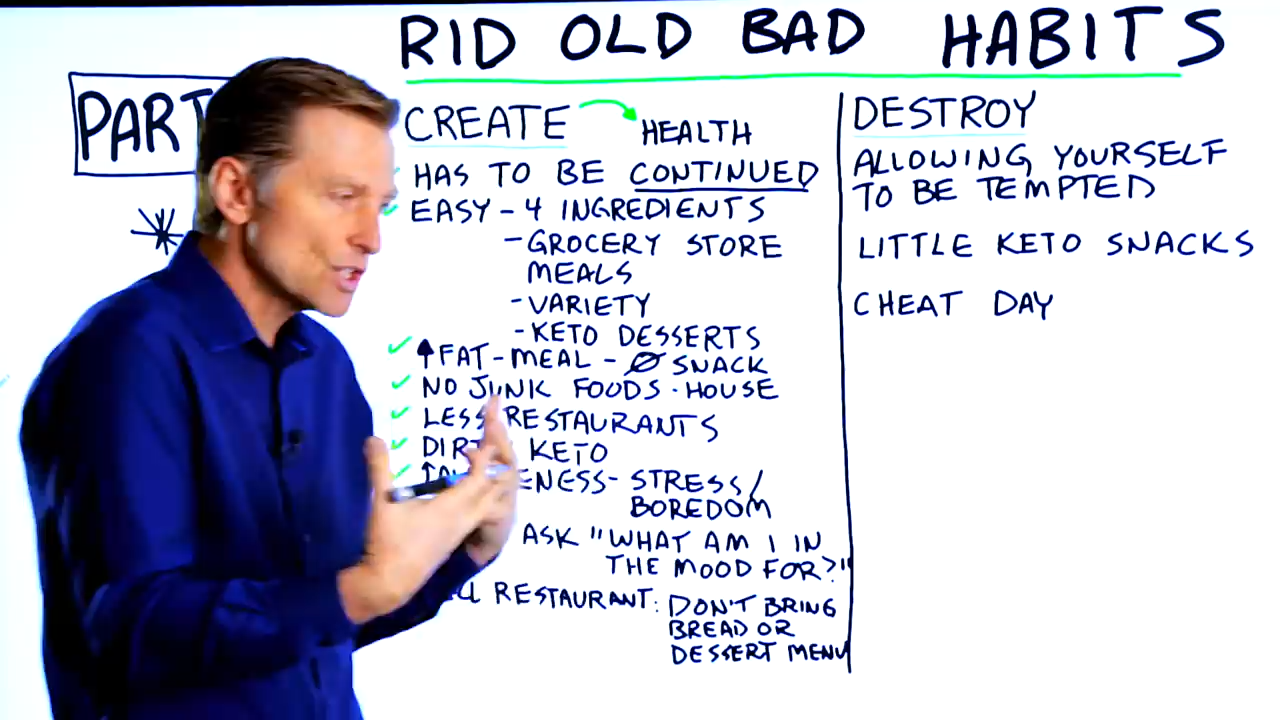 RID OLD BAD HABITS
PART
CREATE
HEALTH
HAS TO BE CONTINUED
EASY - 4 INGREDIENTS
- GROCERY STORE
MEALS
- VARIETY
- KETO DESSERTS
↑ FAT - MEAL - Ø SNACK
NO JUNK FOODS · HOUSE
LESS RESTAURANTS
KETO
STRESS/
BOREDOM
ASK "WHAT AM I IN
THE MOOD FOR?"
RESTAURANT: DON'T BRING
BREAD OR
DESSERT MENU
DESTROY
ALLOWING YOURSELF
TO BE TEMPTED
LITTLE KETO SNACKS
CHEAT DAY